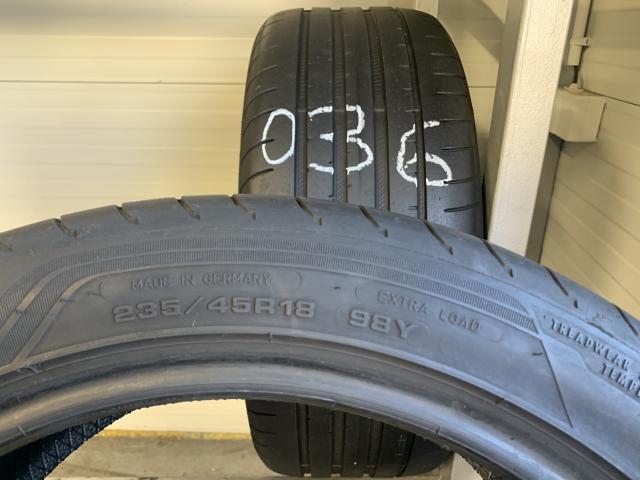 036
MADE IN GERMANY
235/45R18 98Y
EXTRA LOAD
TREADWEAR